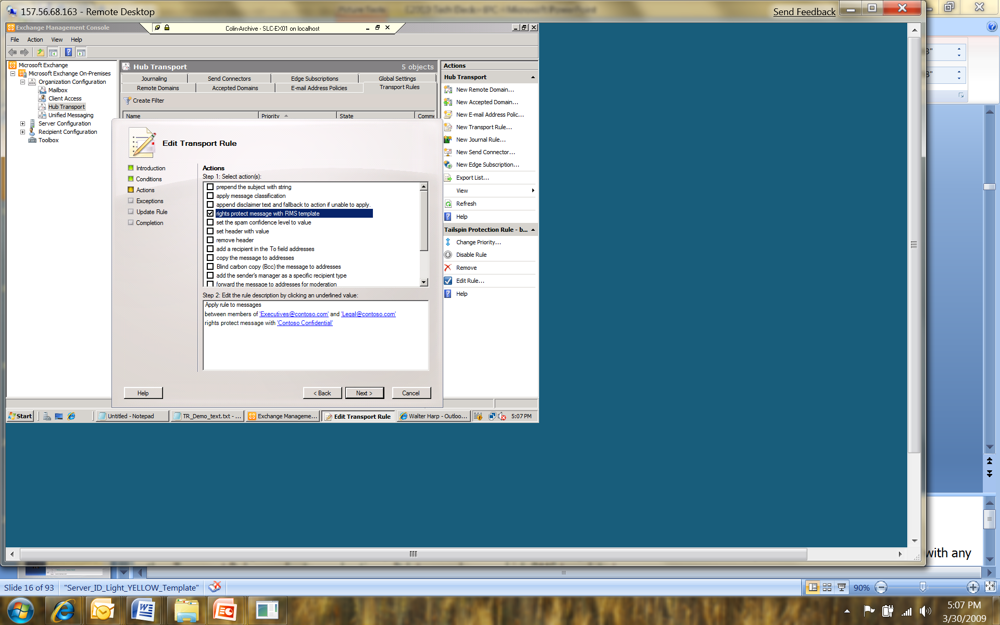 157.56.68.163 - Remote Desktop
Send Feedback
Exchange Management Console
Colin-Archive - SLC-EX01 on localhost
File Action View Help
Microsoft Exchange
Microsoft Exchange On-Premises
Organization Configuration
Mailbox
Client Access
Hub Transport
Unified Messaging
Server Configuration
Recipient Configuration
Toolbox
Hub Transport 5 objects
Journaling Send Connectors Edge Subscriptions Global Settings
Remote Domains Accepted Domains E-mail Address Policies Transport Rules
Create Filter
Name Priority State Comme
Edit Transport Rule
Introduction
Conditions
Actions
Exceptions
Update Rule
Completion
Actions
Step 1: Select action(s):
prepend the subject with string
apply message classification
append disclaimer text and fallback to action if unable to apply.
rights protect message with RMS template
set the spam confidence level to value
set header with value
remove header
add a recipient in the To field addresses
copy the message to addresses
Blind carbon copy (Bcc) the message to addresses
add the sender's manager as a specific recipient type
forward the message to addresses for moderation
Step 2: Edit the rule description by clicking an underlined value:
Apply rule to messages
between members of 'Executives@contoso.com' and 'Legal@contoso.com'
rights protect message with 'Contoso Confidential'
Help < Back Next > Cancel
Actions
Hub Transport
New Remote Domain...
New Accepted Domain...
New E-mail Address Polic...
New Transport Rule...
New Journal Rule...
New Send Connector...
New Edge Subscription...
Export List...
View
Refresh
Help
Tailspin Protection Rule - b...
Change Priority...
Disable Rule
Remove
Edit Rule...
Help
Start Untitled - Notepad TR_Demo_text.txt - ... Exchange Manageme... Edit Transport Rule Walter Harp - Outloo... 5:07 PM
with any
Slide 16 of 93 "Server_ID_Light_YELLOW_Template" 90%
5:07 PM
3/30/2009